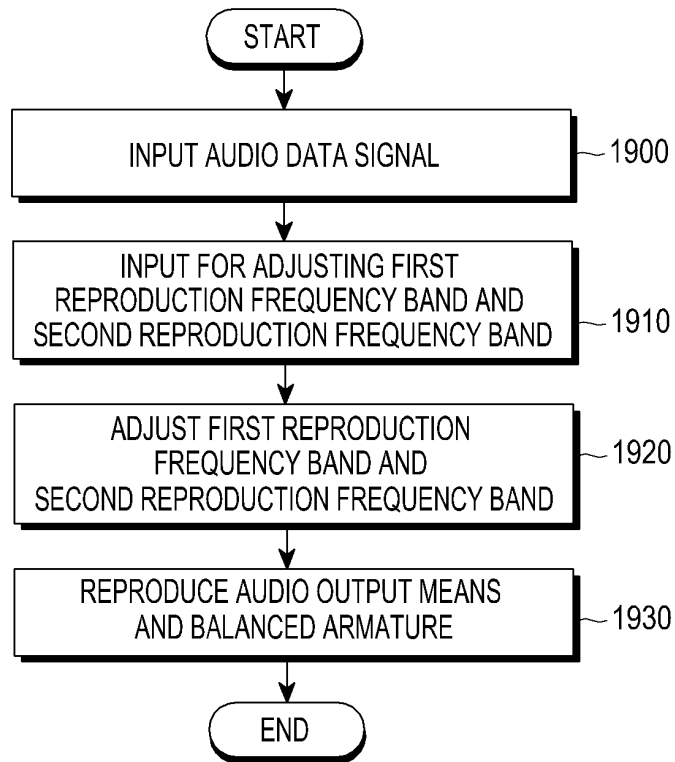 START
INPUT AUDIO DATA SIGNAL
1900
INPUT FOR ADJUSTING FIRST
REPRODUCTION FREQUENCY BAND AND
SECOND REPRODUCTION FREQUENCY BAND
1910
ADJUST FIRST REPRODUCTION
FREQUENCY BAND AND
SECOND REPRODUCTION FREQUENCY BAND
1920
REPRODUCE AUDIO OUTPUT MEANS
AND BALANCED ARMATURE
1930
END